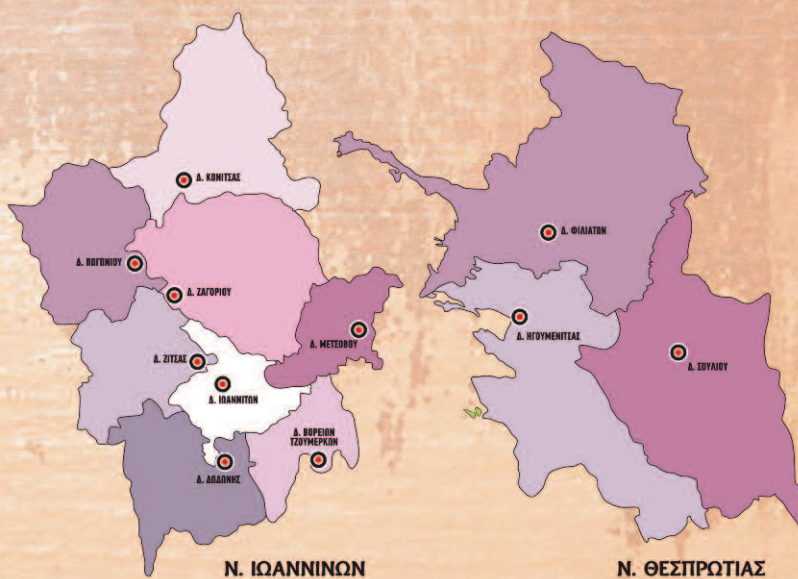 Δ. ΚΟΝΙΤΣΑΣ
Δ. ΠΩΓΩΝΙΟΥ
Δ. ΖΑΓΟΡΙΟΥ
Δ. ΜΕΤΣΟΒΟΥ
Δ. ΖΙΤΣΑΣ
Δ. ΙΩΑΝΝΙΤΩΝ
Δ. ΒΟΡΕΙΩΝ
ΤΖΟΥΜΕΡΚΩΝ
Δ. ΔΩΔΩΝΗΣ
Ν. ΙΩΑΝΝΙΝΩΝ
Δ. ΦΙΛΙΑΤΩΝ
Δ. ΗΓΟΥΜΕΝΙΤΣΑΣ
Δ. ΣΟΥΛΙΟΥ
Ν. ΘΕΣΠΡΩΤΙΑΣ